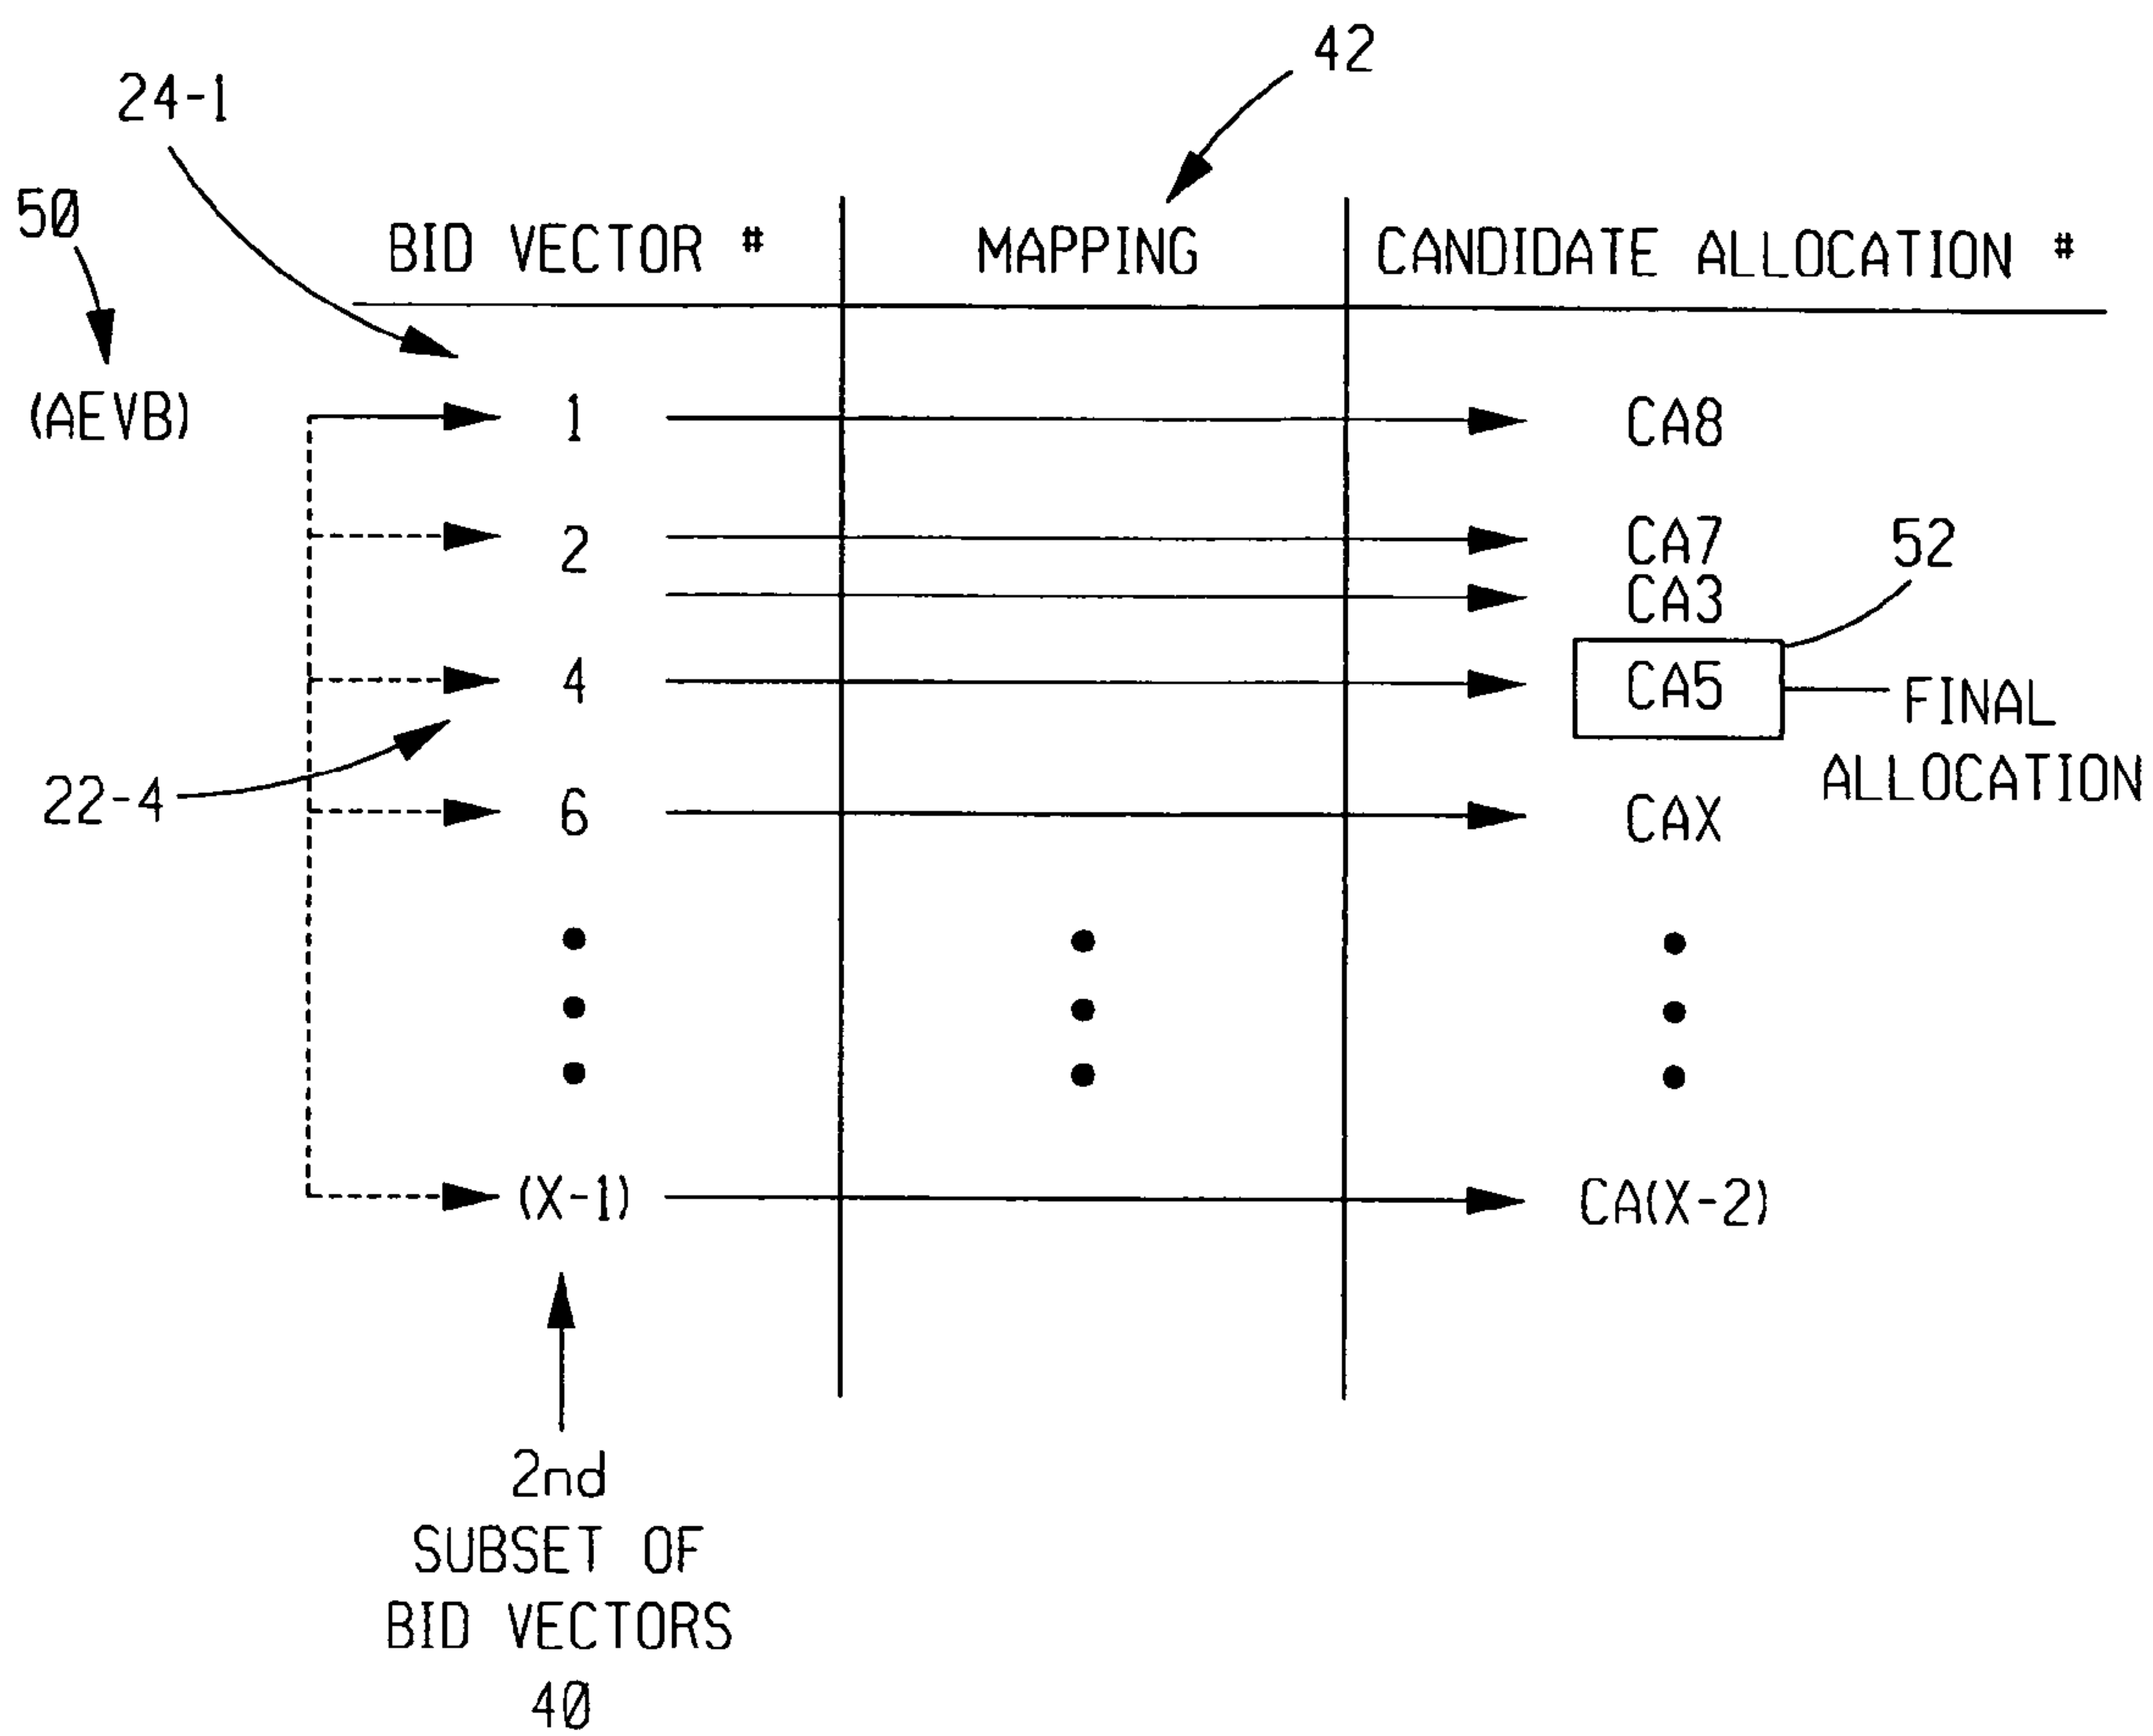 42
24-1
50
BID VECTOR # MAPPING CANDIDATE ALLOCATION #
(AEVB) 1 CA8
2 CA7
52
CA3
4 CA5 FINAL
ALLOCATION
22-4 6 CAX
(X-1) CA(X-2)
2nd
SUBSET OF
BID VECTORS
40